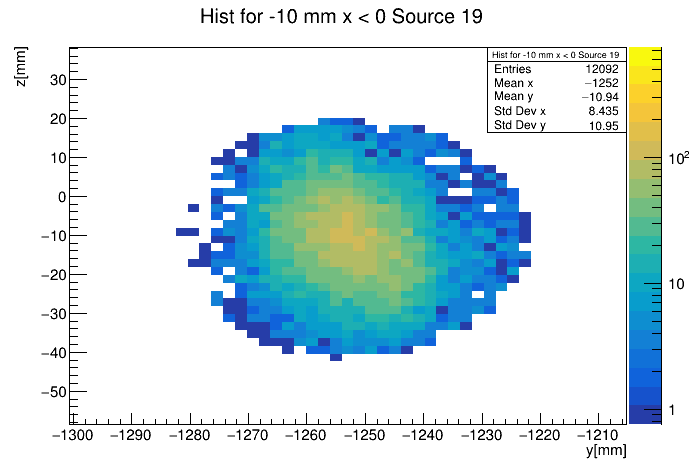 Hist for -10 mm x < 0 Source 19
z[mm]
Hist for -10 mm x < 0 Source 19
Entries 12092
Mean x −1252
Mean y −10.94
Std Dev x 8.435
Std Dev y 10.95
30
20
10
0
−10
−20
−30
−40
−50
10²
10
1
−1300 −1290 −1280 −1270 −1260 −1250 −1240 −1230 −1220 −1210
y[mm]